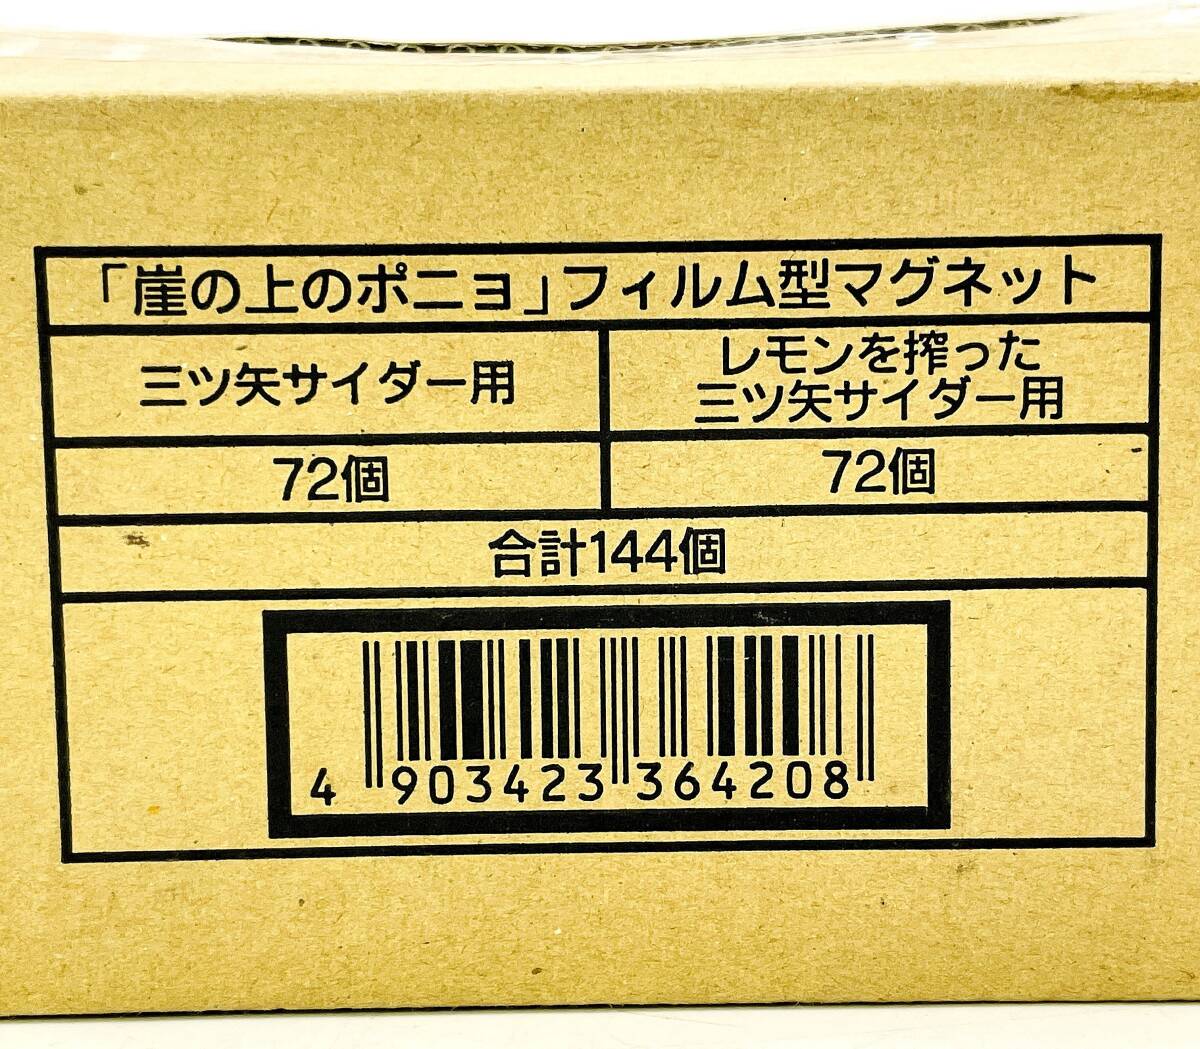 「崖の上のポニョ」フィルム型マグネット
三ツ矢サイダー用
レモンを搾った
三ツ矢サイダー用
72個
72個
合計144個
4 903423 364208